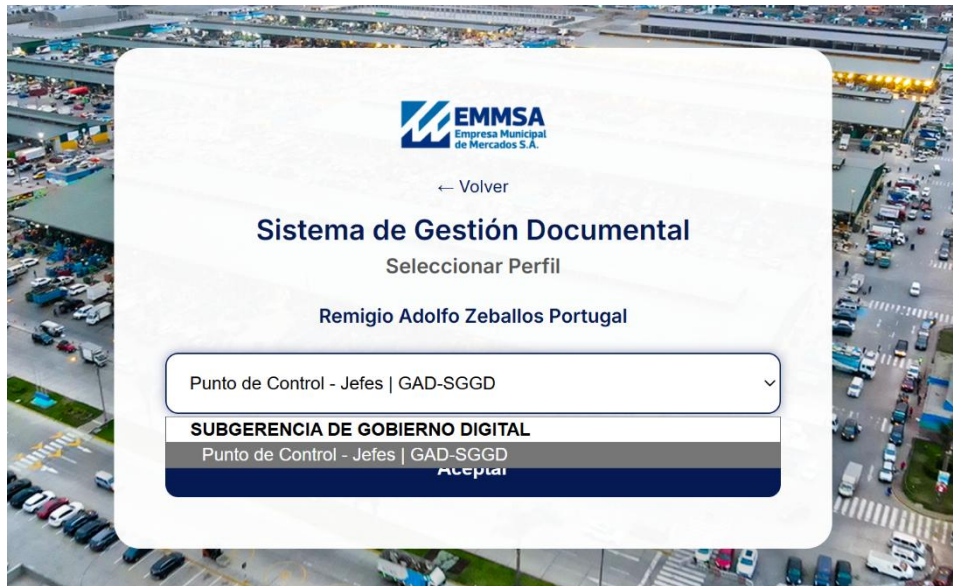 EMMSA
Empresa Municipal
de Mercados S.A.
← Volver
Sistema de Gestión Documental
Seleccionar Perfil
Remigio Adolfo Zeballos Portugal
Punto de Control - Jefes | GAD-SGGD
SUBGERENCIA DE GOBIERNO DIGITAL
Punto de Control - Jefes | GAD-SGGD
Aceptar